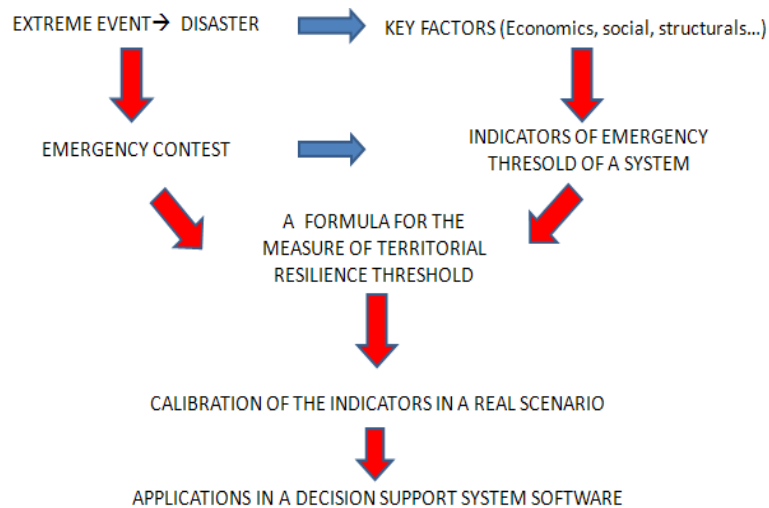 EXTREME EVENT→ DISASTER
KEY FACTORS (Economics, social, structurals...)
EMERGENCY CONTEST
INDICATORS OF EMERGENCY
THRESOLD OF A SYSTEM
A FORMULA FOR THE
MEASURE OF TERRITORIAL
RESILIENCE THRESHOLD
CALIBRATION OF THE INDICATORS IN A REAL SCENARIO
APPLICATIONS IN A DECISION SUPPORT SYSTEM SOFTWARE